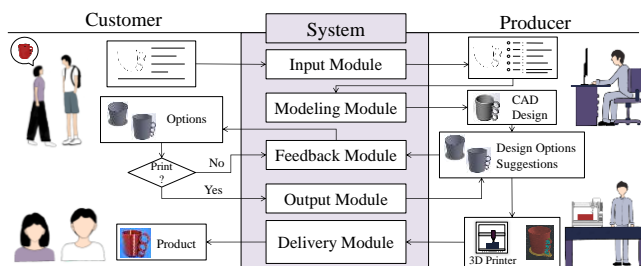 Customer
System
Producer
Input Module
Modeling Module
CAD
Design
Options
Feedback Module
Design Options
Suggestions
Print
?
No
Yes
Output Module
Product
Delivery Module
3D Printer